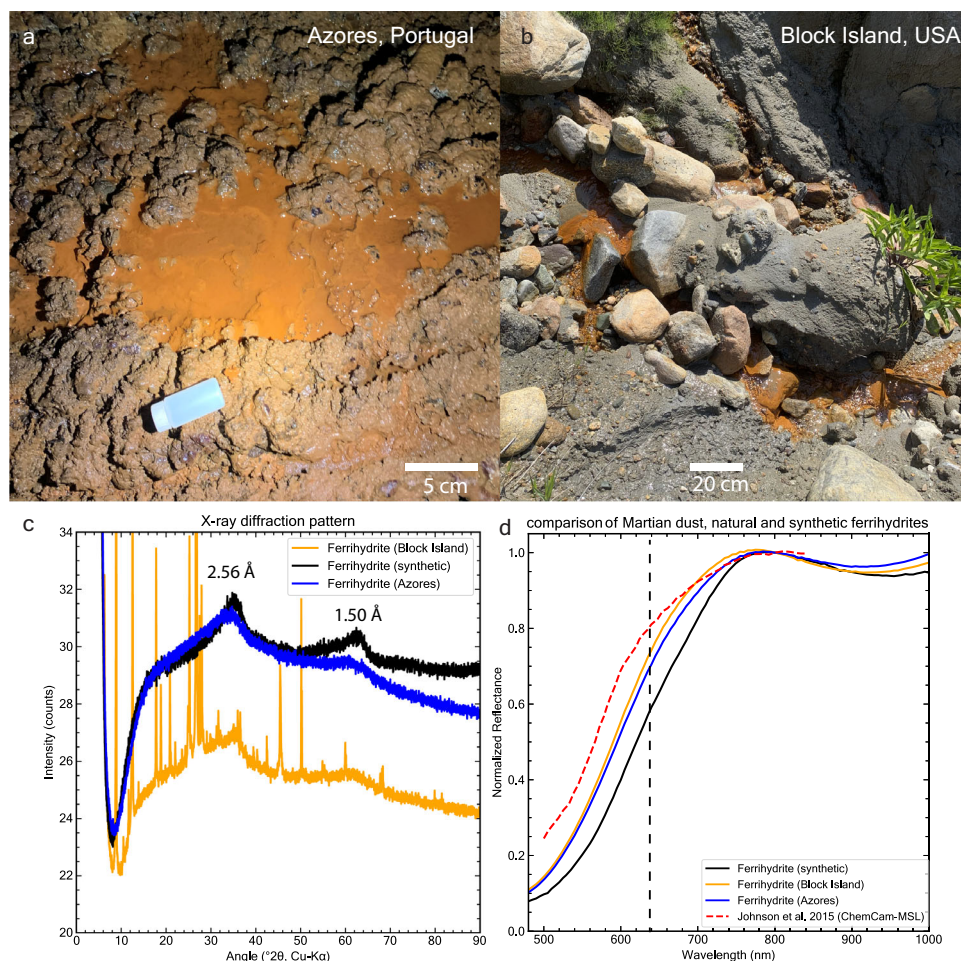 a
Azores, Portugal
5 cm
b
Block Island, USA
20 cm
c
X-ray diffraction pattern
Ferrihydrite (Block Island)
Ferrihydrite (synthetic)
Ferrihydrite (Azores)
2.56 Å
1.50 Å
Intensity (counts)
34
32
30
28
26
24
22
20
0 10 20 30 40 50 60 70 80 90
Angle (°2θ, Cu-Kα)
d
comparison of Martian dust, natural and synthetic ferrihydrites
Normalized Reflectance
1.0
0.8
0.6
0.4
0.2
0.0
500 600 700 800 900 1000
Wavelength (nm)
Ferrihydrite (synthetic)
Ferrihydrite (Block Island)
Ferrihydrite (Azores)
Johnson et al. 2015 (ChemCam-MSL)